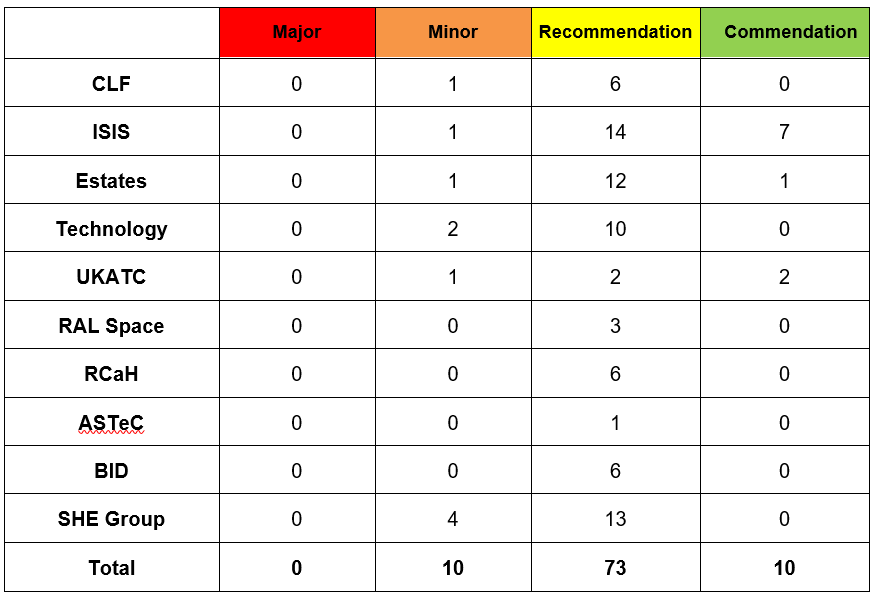 Major Minor Recommendation Commendation
CLF 0 1 6 0
ISIS 0 1 14 7
Estates 0 1 12 1
Technology 0 2 10 0
UKATC 0 1 2 2
RAL Space 0 0 3 0
RCaH 0 0 6 0
ASTeC 0 0 1 0
BID 0 0 6 0
SHE Group 0 4 13 0
Total 0 10 73 10